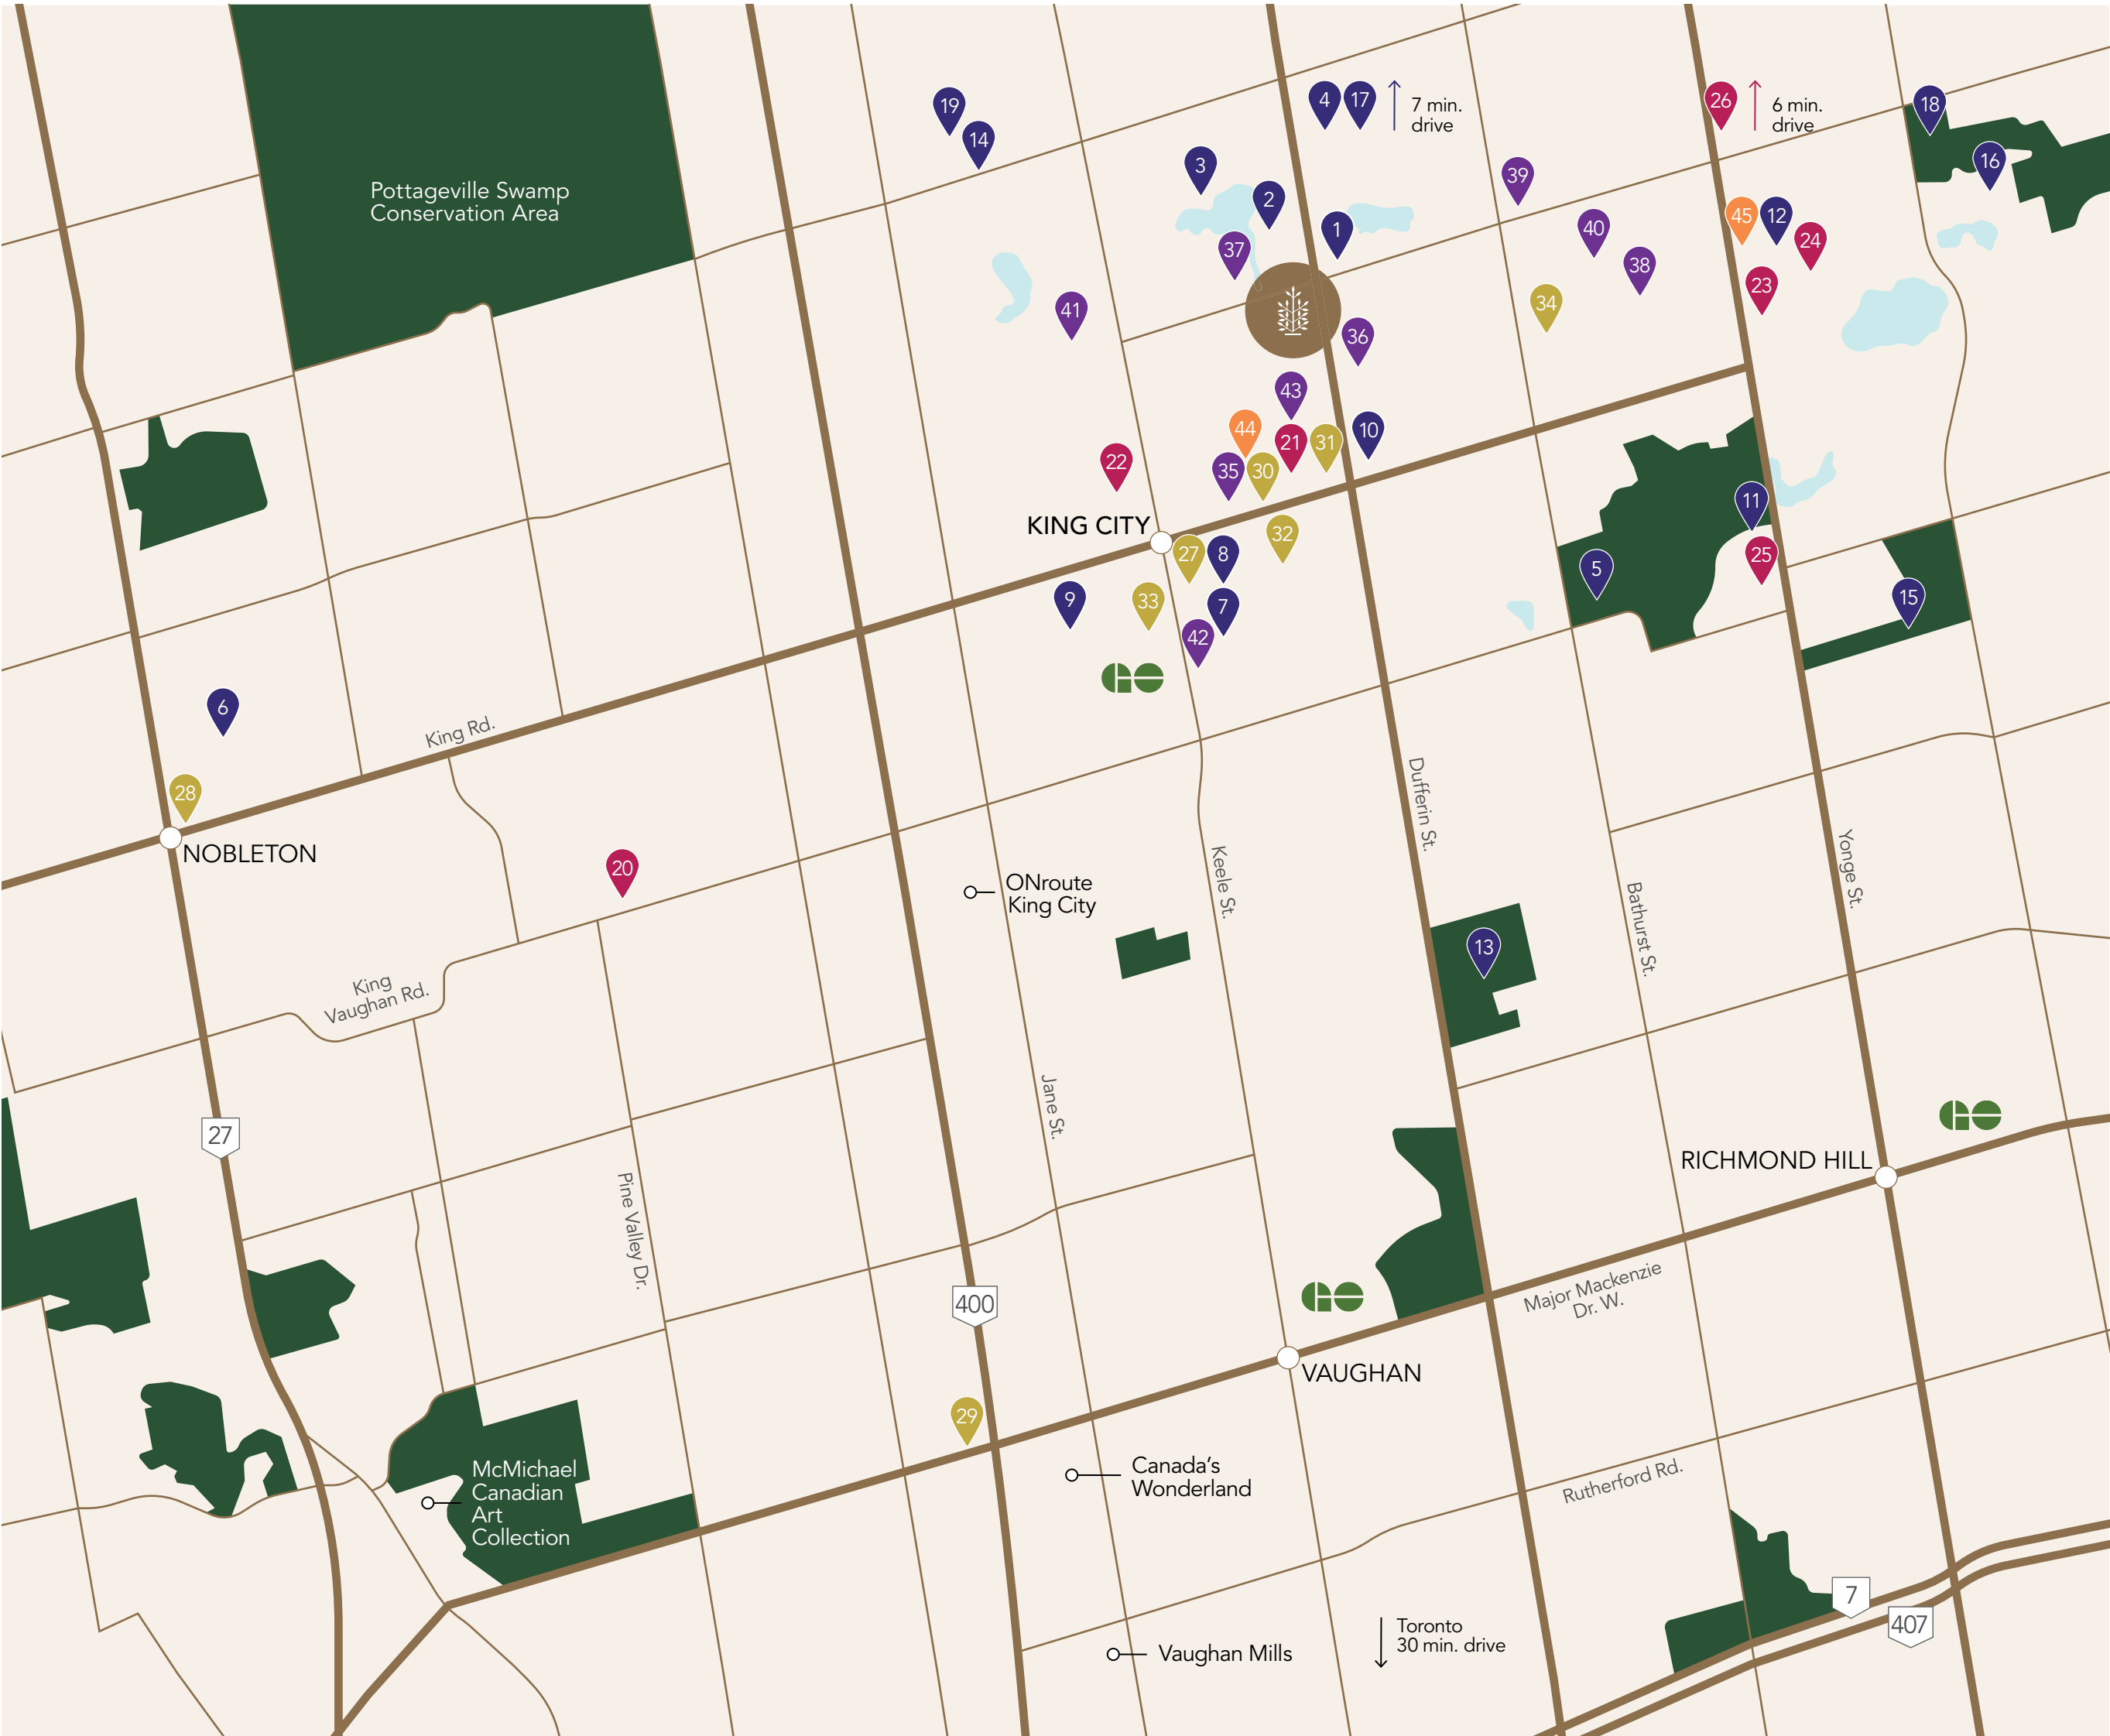 19
14
4
17
7 min.
drive
26
6 min.
drive
18
16
3
2
1
39
40
38
45
12
24
23
Pottageville Swamp
Conservation Area
37
41
34
36
43
44
21
31
10
22
35
30
KING CITY
27
8
32
11
25
5
15
9
33
7
42
6
King Rd.
28
NOBLETON
20
Dufferin St.
Yonge St.
Keele St.
Bathurst St.
ONroute
King City
13
King
Vaughan Rd.
27
Jane St.
GO
RICHMOND HILL
GO
Pine Valley Dr.
400
GO
Major Mackenzie
Dr. W.
VAUGHAN
29
McMichael
Canadian
Art
Collection
Canada's
Wonderland
Rutherford Rd.
7
407
Toronto
30 min. drive
Vaughan Mills